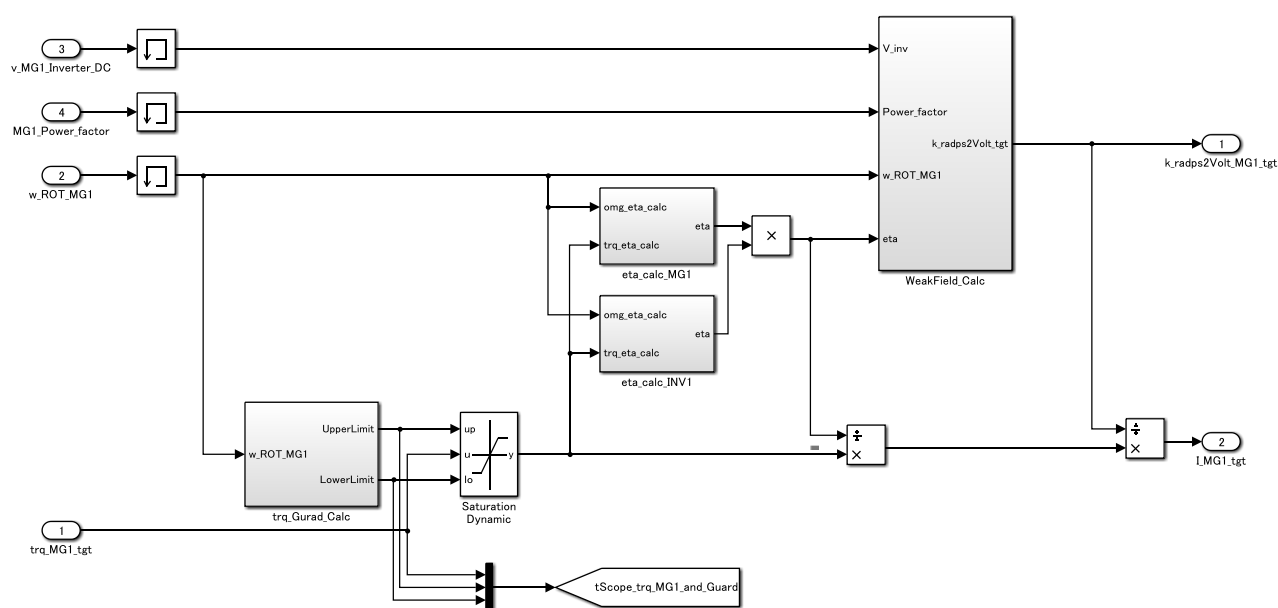 3
v_MG1_Inverter_DC
V_inv
4
MG1_Power_factor
Power_factor
k_radps2Volt_tgt
1
k_radps2Volt_MG1_tgt
2
w_ROT_MG1
w_ROT_MG1
omg_eta_calc
eta
trq_eta_calc
eta_calc_MG1
×
eta
WeakField_Calc
omg_eta_calc
eta
trq_eta_calc
eta_calc_INV1
UpperLimit
w_ROT_MG1
LowerLimit
trq_Gurad_Calc
up
u
y
lo
Saturation
Dynamic
÷
×
÷
×
2
I_MG1_tgt
1
trq_MG1_tgt
tScope_trq_MG1_and_Guard